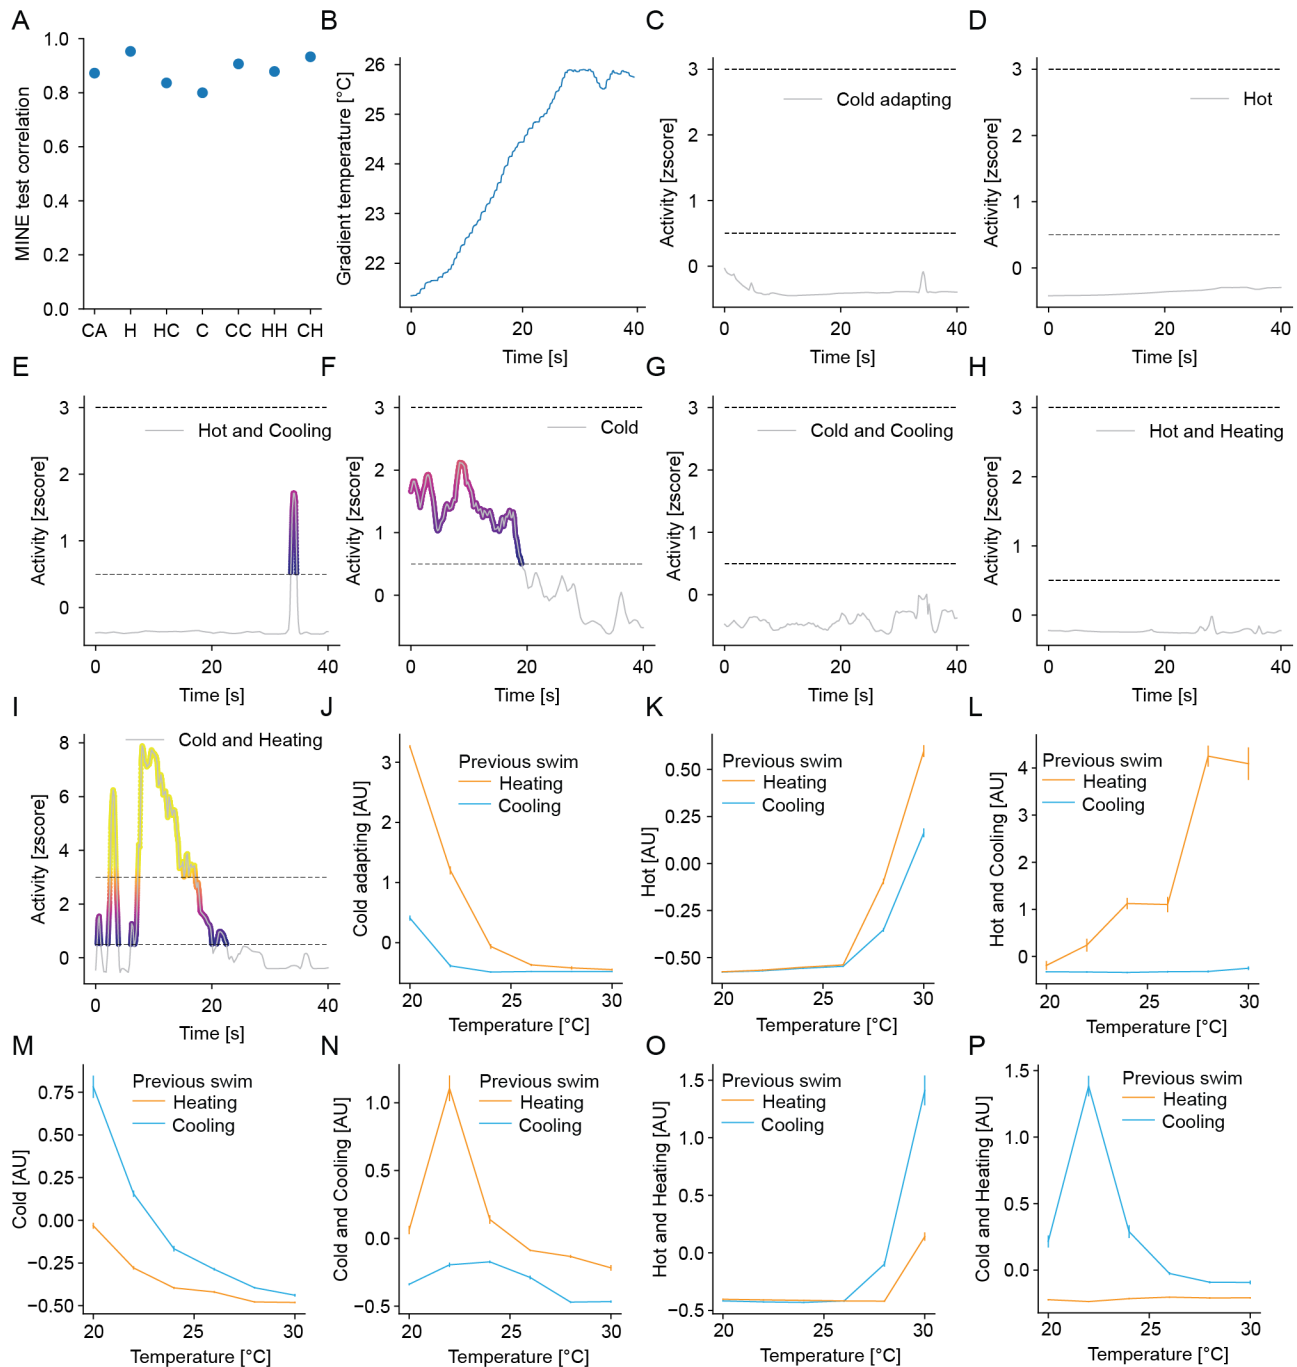 A
MINE test correlation
1.0
0.8
0.6
0.4
0.2
0.0
CA H HC C CC HH CH
B
Gradient temperature [°C]
26
25
24
23
22
0 20 40
Time [s]
C
Activity [zscore]
3
2
1
0
Cold adapting
0 20 40
Time [s]
D
Activity [zscore]
3
2
1
0
Hot
0 20 40
Time [s]
E
Activity [zscore]
3
2
1
0
Hot and Cooling
0 20 40
Time [s]
F
Activity [zscore]
3
2
1
0
Cold
0 20 40
Time [s]
G
Activity [zscore]
3
2
1
0
Cold and Cooling
0 20 40
Time [s]
H
Activity [zscore]
3
2
1
0
Hot and Heating
0 20 40
Time [s]
I
Activity [zscore]
8
6
4
2
0
Cold and Heating
0 20 40
Time [s]
J
Cold adapting [AU]
3
2
1
0
Previous swim
Heating
Cooling
20 25 30
Temperature [°C]
K
Hot [AU]
0.50
0.25
0.00
−0.25
−0.50
Previous swim
Heating
Cooling
20 25 30
Temperature [°C]
L
Hot and Cooling [AU]
4
3
2
1
0
Previous swim
Heating
Cooling
20 25 30
Temperature [°C]
M
Cold [AU]
0.75
0.50
0.25
0.00
−0.25
−0.50
Previous swim
Heating
Cooling
20 25 30
Temperature [°C]
N
Cold and Cooling [AU]
1.0
0.5
0.0
−0.5
Previous swim
Heating
Cooling
20 25 30
Temperature [°C]
O
Hot and Heating [AU]
1.5
1.0
0.5
0.0
−0.5
Previous swim
Heating
Cooling
20 25 30
Temperature [°C]
P
Cold and Heating [AU]
1.5
1.0
0.5
0.0
Previous swim
Heating
Cooling
20 25 30
Temperature [°C]